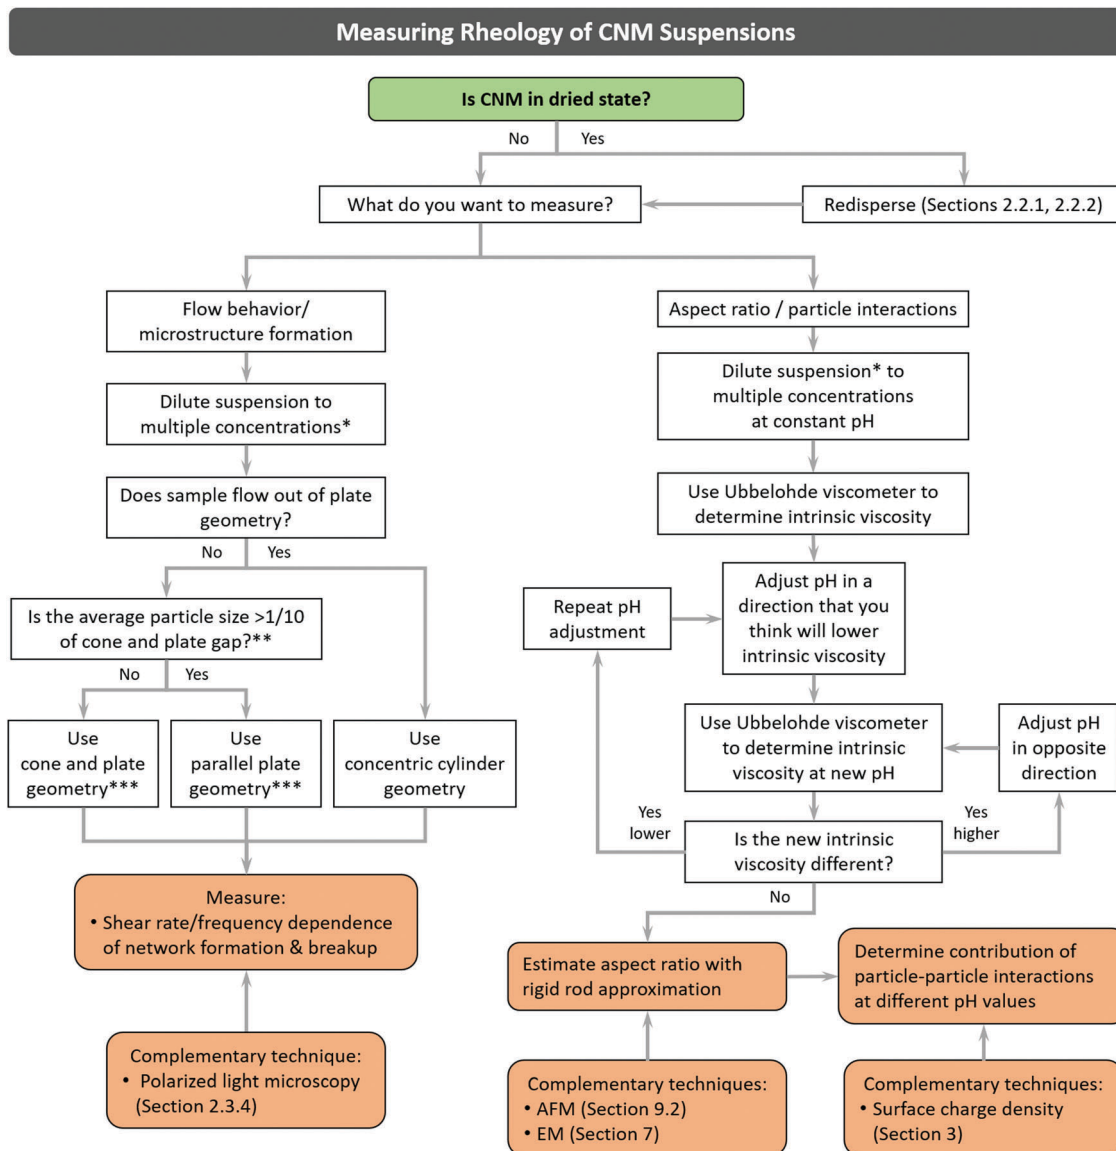 Measuring Rheology of CNM Suspensions
Is CNM in dried state?
No
Yes
What do you want to measure?
Redisperse (Sections 2.2.1, 2.2.2)
Flow behavior/
microstructure formation
Dilute suspension to
multiple concentrations*
Does sample flow out of plate
geometry?
No
Yes
Is the average particle size >1/10
of cone and plate gap?**
No
Yes
Use
cone and plate
geometry***
Use
parallel plate
geometry***
Use
concentric cylinder
geometry
Measure:
• Shear rate/frequency dependence
of network formation & breakup
Complementary technique:
• Polarized light microscopy
(Section 2.3.4)
Aspect ratio / particle interactions
Dilute suspension* to
multiple concentrations
at constant pH
Use Ubbelohde viscometer to
determine intrinsic viscosity
Repeat pH
adjustment
Adjust pH in a
direction that you
think will lower
intrinsic viscosity
Use Ubbelohde viscometer
to determine intrinsic
viscosity at new pH
Adjust pH
in opposite
direction
Yes
lower
Yes
higher
Is the new intrinsic
viscosity different?
No
Estimate aspect ratio with
rigid rod approximation
Determine contribution of
particle-particle interactions
at different pH values
Complementary techniques:
• AFM (Section 9.2)
• EM (Section 7)
Complementary techniques:
• Surface charge density
(Section 3)